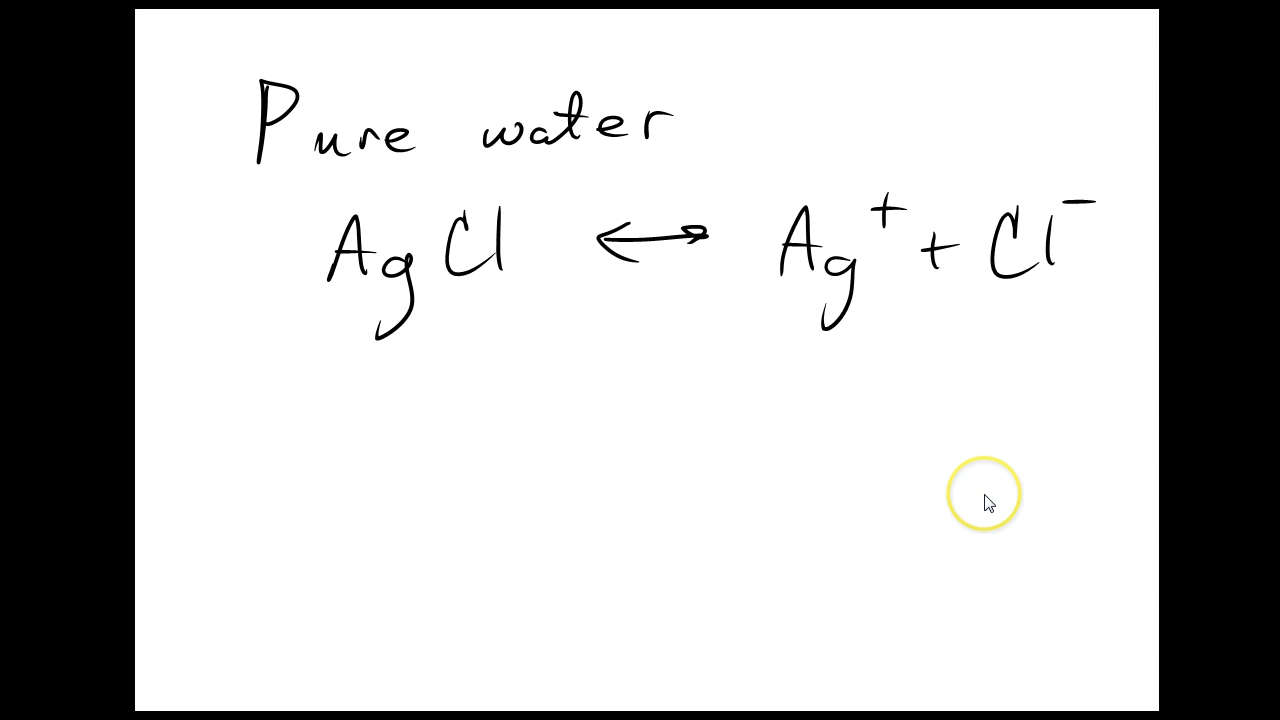 Pure water
AgCl ↔ Ag⁺ + Cl⁻